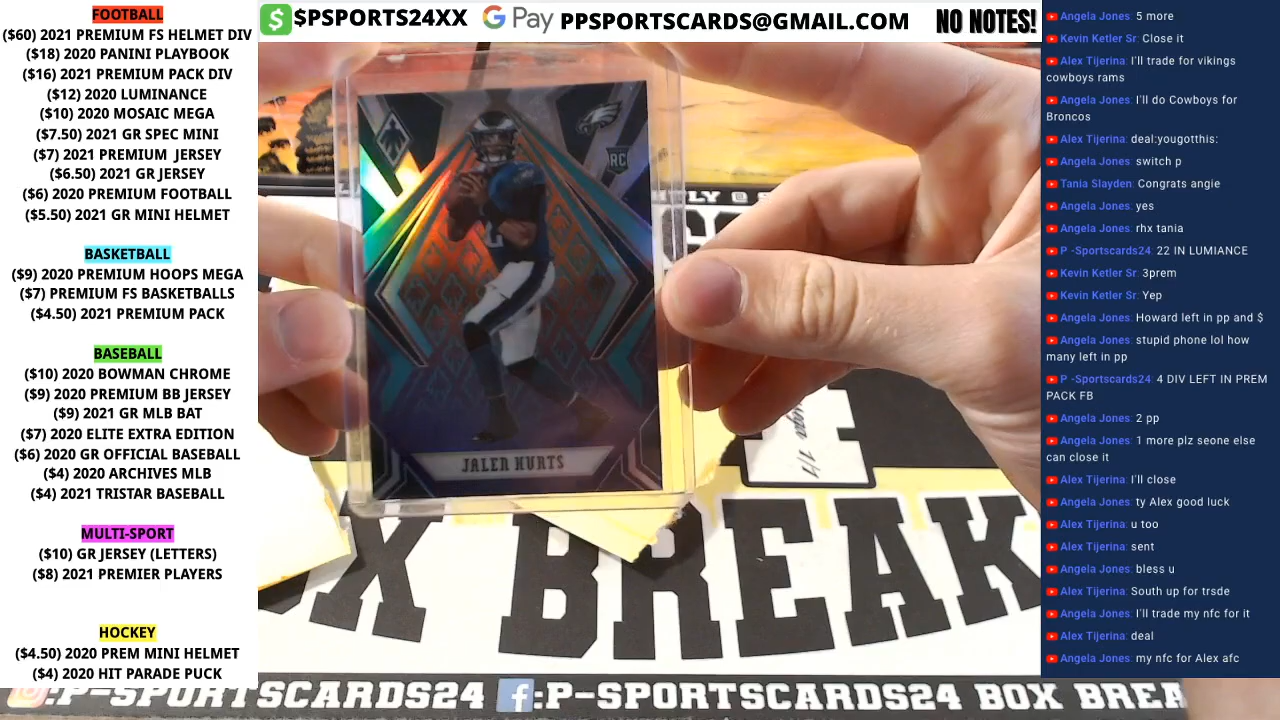 FOOTBALL
($60) 2021 PREMIUM FS HELMET DIV
($18) 2020 PANINI PLAYBOOK
($16) 2021 PREMIUM PACK DIV
($12) 2020 LUMINANCE
($10) 2020 MOSAIC MEGA
($7.50) 2021 GR SPEC MINI
($7) 2021 PREMIUM JERSEY
($6.50) 2021 GR JERSEY
($6) 2020 PREMIUM FOOTBALL
($5.50) 2021 GR MINI HELMET
BASKETBALL
($9) 2020 PREMIUM HOOPS MEGA
($7) PREMIUM FS BASKETBALLS
($4.50) 2021 PREMIUM PACK
BASEBALL
($10) 2020 BOWMAN CHROME
($9) 2020 PREMIUM BB JERSEY
($9) 2021 GR MLB BAT
($7) 2020 ELITE EXTRA EDITION
($6) 2020 GR OFFICIAL BASEBALL
($4) 2020 ARCHIVES MLB
($4) 2021 TRISTAR BASEBALL
MULTI-SPORT
($10) GR JERSEY (LETTERS)
($8) 2021 PREMIER PLAYERS
HOCKEY
($4.50) 2020 PREM MINI HELMET
($4) 2020 HIT PARADE PUCK
$PSPORTS24XX G Pay PPSPORTSCARDS@GMAIL.COM NO NOTES!
RC
JALEN HURTS
1/1
X BREAK
:P-SPORTSCARDS24 f:P-SPORTSCARDS24 BOX BREA
Angela Jones: 5 more
Kevin Ketler Sr: Close it
Alex Tijerina: I'll trade for vikings
cowboys rams
Angela Jones: I'll do Cowboys for
Broncos
Alex Tijerina: deal:yougotthis:
Angela Jones: switch p
Tania Slayden: Congrats angie
Angela Jones: yes
Angela Jones: rhx tania
P -Sportscards24: 22 IN LUMIANCE
Kevin Ketler Sr: 3prem
Kevin Ketler Sr: Yep
Angela Jones: Howard left in pp and $
Angela Jones: stupid phone lol how
many left in pp
P -Sportscards24: 4 DIV LEFT IN PREM
PACK FB
Angela Jones: 2 pp
Angela Jones: 1 more plz seone else
can close it
Alex Tijerina: I'll close
Angela Jones: ty Alex good luck
Alex Tijerina: u too
Alex Tijerina: sent
Angela Jones: bless u
Alex Tijerina: South up for trsde
Angela Jones: I'll trade my nfc for it
Alex Tijerina: deal
Angela Jones: my nfc for Alex afc